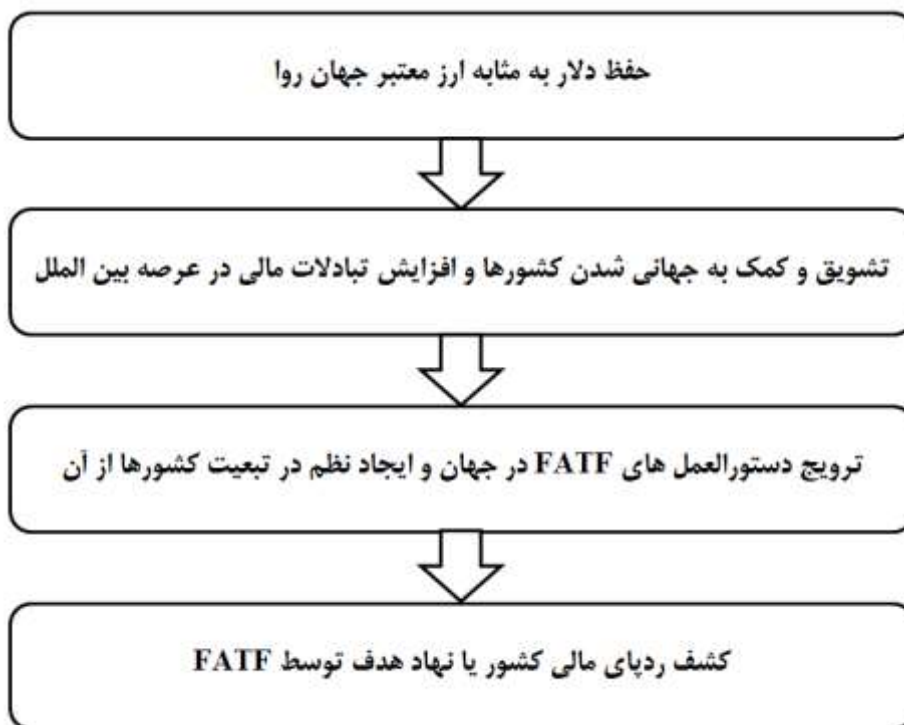 حفظ دلار به مثابه ارز معتبر جهان روا
تشویق و کمک به جهانی شدن کشورها و افزایش تبادلات مالی در عرصه بین الملل
ترویج دستورالعمل های FATF در جهان و ایجاد نظم در تبعیت کشورها از آن
کشف ردپای مالی کشور یا نهاد هدف توسط FATF